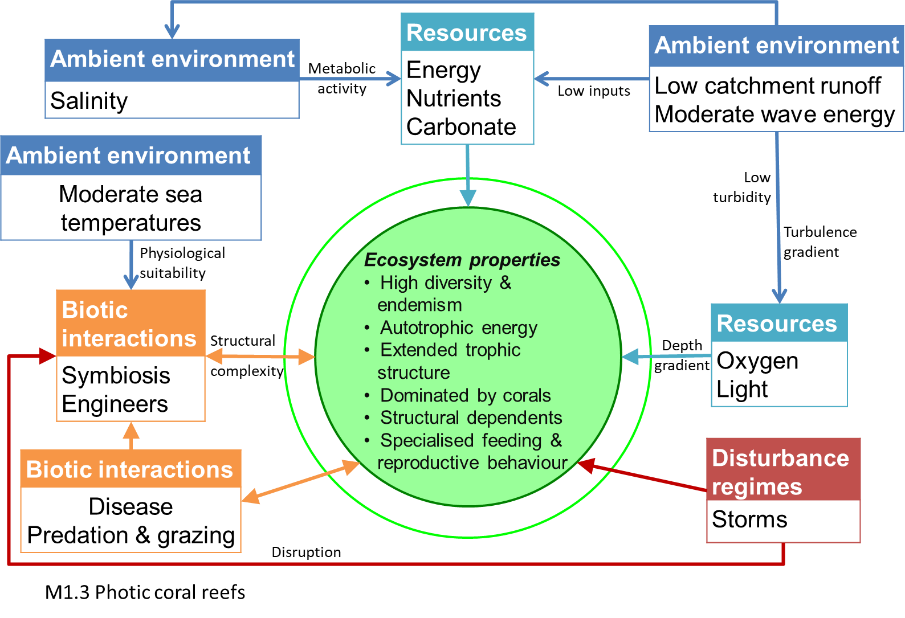 Ambient environment
Salinity
Metabolic
activity
Resources
Energy
Nutrients
Carbonate
Low inputs
Ambient environment
Low catchment runoff
Moderate wave energy
Ambient environment
Moderate sea
temperatures
Physiological
suitability
Low
turbidity
Turbulence
gradient
Biotic
interactions
Symbiosis
Engineers
Structural
complexity
Ecosystem properties
• High diversity &
endemism
• Autotrophic energy
• Extended trophic
structure
• Dominated by corals
• Structural dependents
• Specialised feeding &
reproductive behaviour
Depth
gradient
Resources
Oxygen
Light
Biotic interactions
Disease
Predation & grazing
Disturbance
regimes
Storms
Disruption
M1.3 Photic coral reefs